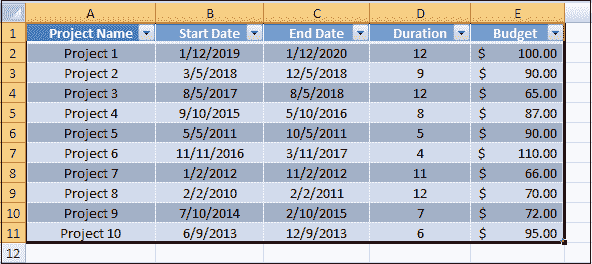 A B C D E
1 Project Name Start Date End Date Duration Budget
2 Project 1 1/12/2019 1/12/2020 12 $ 100.00
3 Project 2 3/5/2018 12/5/2018 9 $ 90.00
4 Project 3 8/5/2017 8/5/2018 12 $ 65.00
5 Project 4 9/10/2015 5/10/2016 8 $ 87.00
6 Project 5 5/5/2011 10/5/2011 5 $ 90.00
7 Project 6 11/11/2016 3/11/2017 4 $ 110.00
8 Project 7 1/2/2012 11/2/2012 11 $ 66.00
9 Project 8 2/2/2010 2/2/2011 12 $ 70.00
10 Project 9 7/10/2014 2/10/2015 7 $ 72.00
11 Project 10 6/9/2013 12/9/2013 6 $ 95.00
12